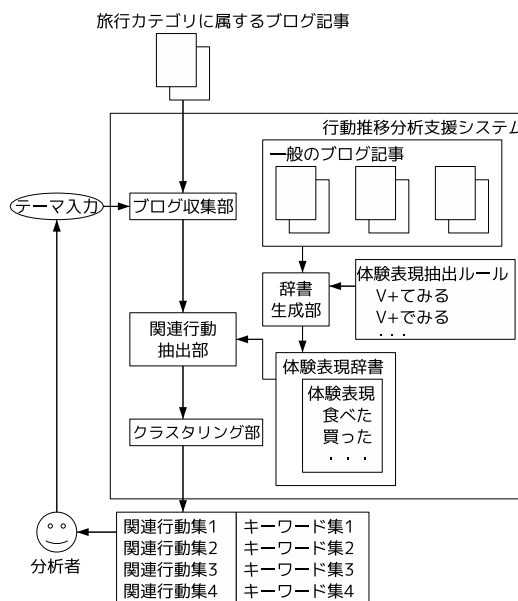 旅行カテゴリに属するブログ記事
行動推移分析支援システム
一般のブログ記事
テーマ入力
ブログ収集部
辞書
生成部
体験表現抽出ルール
V+てみる
V+でみる
・・・
関連行動
抽出部
体験表現辞書
体験表現
食べた
買った
・・・
クラスタリング部
分析者
関連行動集1 キーワード集1
関連行動集2 キーワード集2
関連行動集3 キーワード集3
関連行動集4 キーワード集4